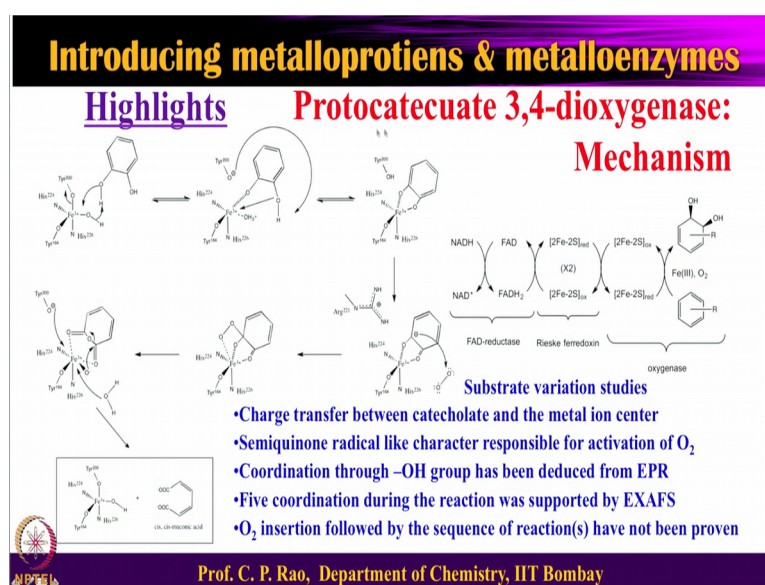 Introducing metalloprotiens & metalloenzymes
Highlights
Protocatecuate 3,4-dioxygenase:
Mechanism
NADH
FAD
[2Fe-2S]red
[2Fe-2S]ox
OH
OH
R
(X2)
Fe(III), O2
NAD+
FADH2
[2Fe-2S]ox
[2Fe-2S]red
R
FAD-reductase
Rieske ferredoxin
oxygenase
Substrate variation studies
•Charge transfer between catecholate and the metal ion center
•Semiquinone radical like character responsible for activation of O2
•Coordination through –OH group has been deduced from EPR
•Five coordination during the reaction was supported by EXAFS
•O2 insertion followed by the sequence of reaction(s) have not been proven
cis, cis-muconic acid
NPTEL
Prof. C. P. Rao, Department of Chemistry, IIT Bombay